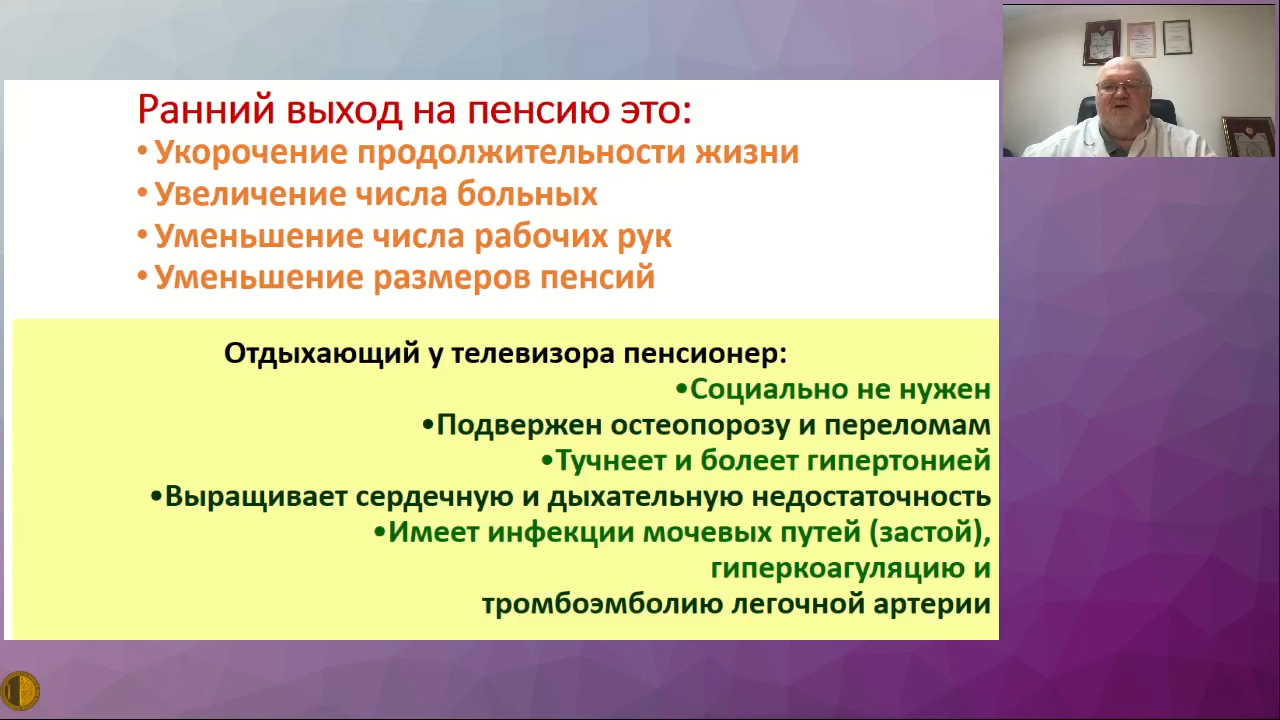 Ранний выход на пенсию это:
•Укорочение продолжительности жизни
•Увеличение числа больных
•Уменьшение числа рабочих рук
•Уменьшение размеров пенсий
Отдыхающий у телевизора пенсионер:
•Социально не нужен
•Подвержен остеопорозу и переломам
•Тучнеет и болеет гипертонией
•Выращивает сердечную и дыхательную недостаточность
•Имеет инфекции мочевых путей (застой),
гиперкоагуляцию и
тромбоэмболию легочной артерии